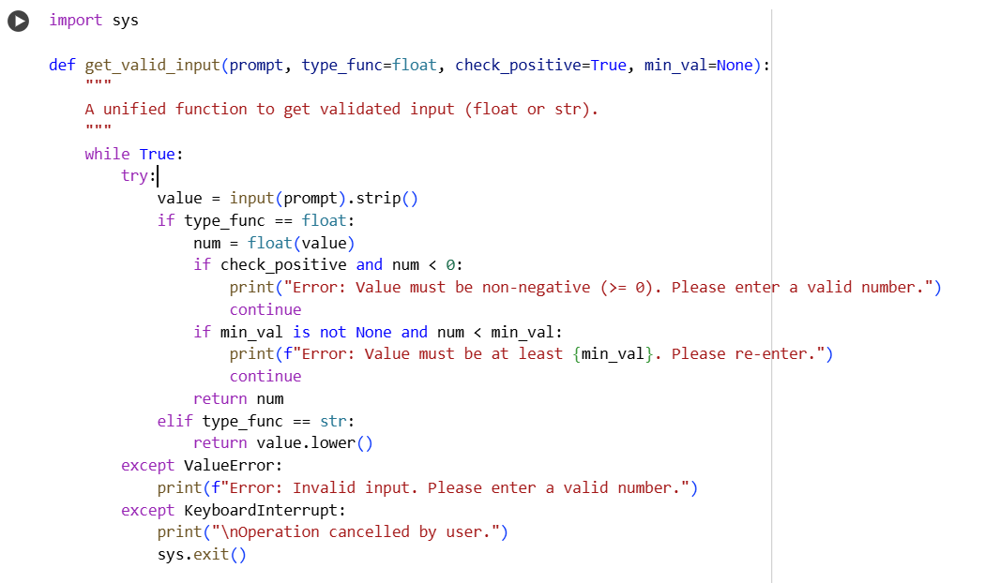 import sys
def get_valid_input(prompt, type_func=float, check_positive=True, min_val=None):
    """
    A unified function to get validated input (float or str).
    """
    while True:
        try:
            value = input(prompt).strip()
            if type_func == float:
                num = float(value)
                if check_positive and num < 0:
                    print("Error: Value must be non-negative (>= 0). Please enter a valid number.")
                    continue
                if min_val is not None and num < min_val:
                    print(f"Error: Value must be at least {min_val}. Please re-enter.")
                    continue
                return num
            elif type_func == str:
                return value.lower()
        except ValueError:
            print(f"Error: Invalid input. Please enter a valid number.")
        except KeyboardInterrupt:
            print("\nOperation cancelled by user.")
            sys.exit()